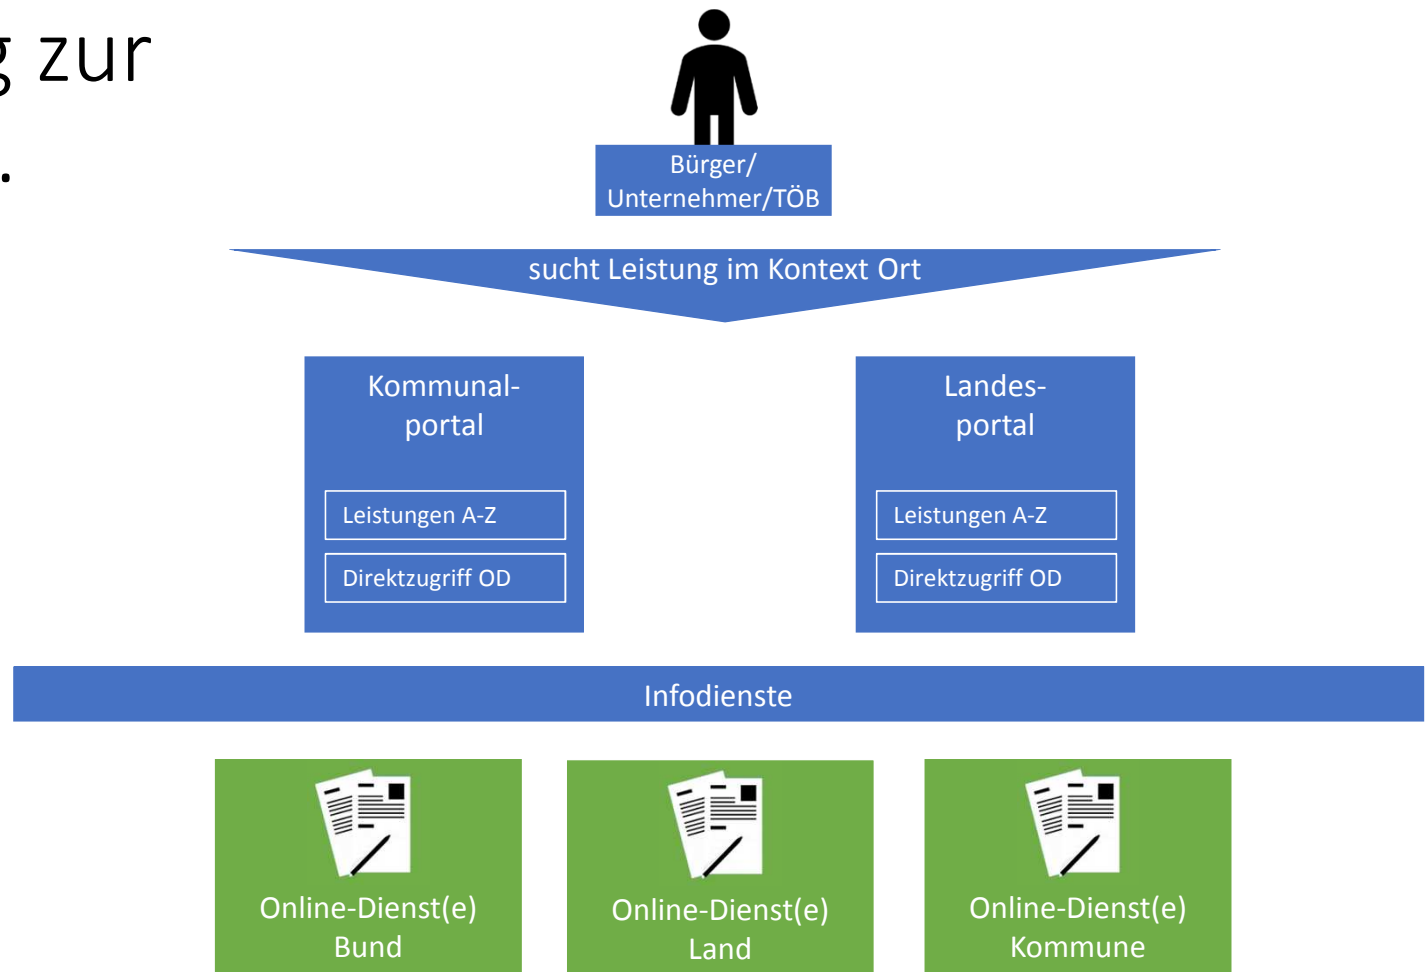 g zur
.
Bürger/
Unternehmer/TÖB
sucht Leistung im Kontext Ort
Kommunal-
portal
Leistungen A-Z
Direktzugriff OD
Landes-
portal
Leistungen A-Z
Direktzugriff OD
Infodienste
Online-Dienst(e)
Bund
Online-Dienst(e)
Land
Online-Dienst(e)
Kommune